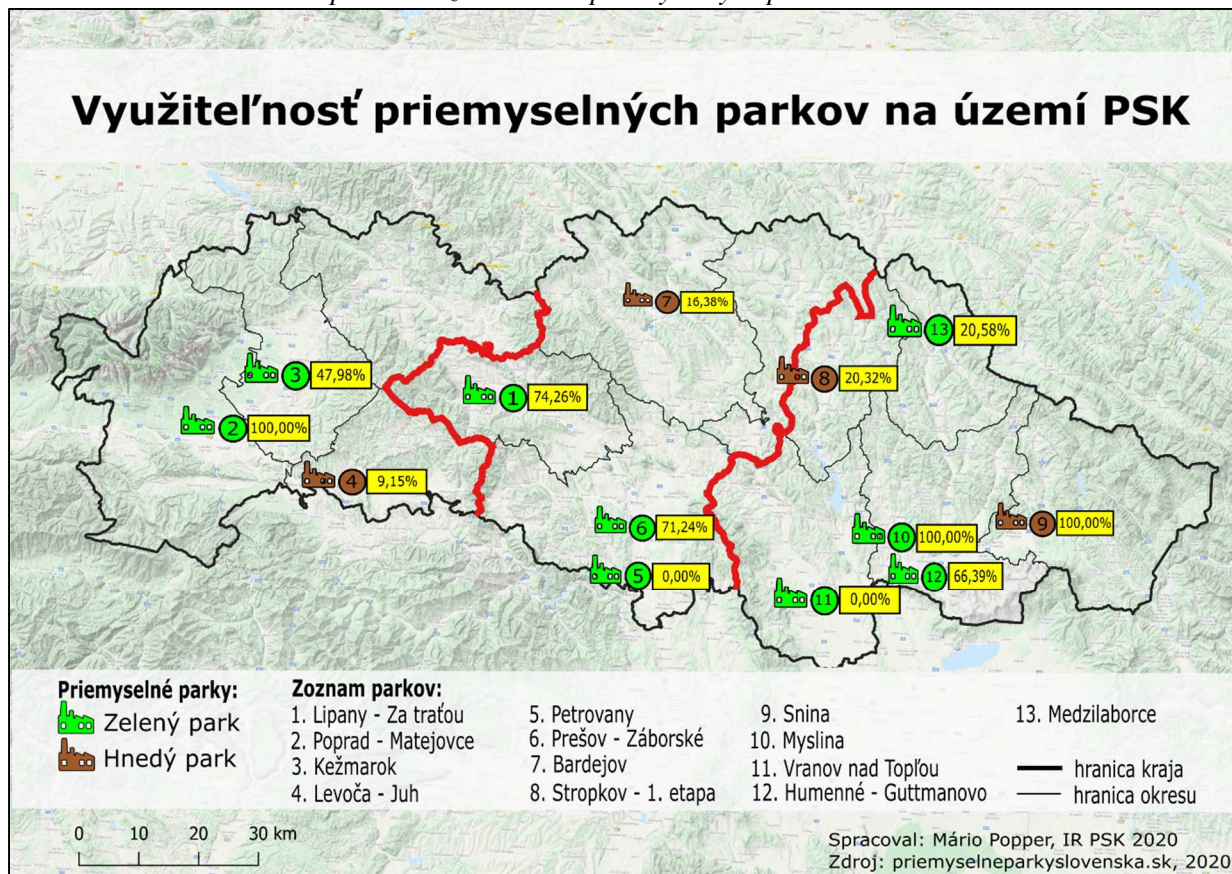 Využiteľnosť priemyselných parkov na území PSK
7 16,38%
13 20,58%
3 47,98%
8 20,32%
1 74,26%
2 100,00%
4 9,15%
6 71,24%
9 100,00%
10 100,00%
5 0,00%
12 66,39%
11 0,00%
Priemyselné parky:
Zelený park
Hnedý park
Zoznam parkov:
1. Lipany - Za traťou
2. Poprad - Matejovce
3. Kežmarok
4. Levoča - Juh
5. Petrovany
6. Prešov - Záborské
7. Bardejov
8. Stropkov - 1. etapa
9. Snina
10. Myslina
11. Vranov nad Topľou
12. Humenné - Guttmanovo
13. Medzilaborce
hranica kraja
hranica okresu
0 10 20 30 km
Spracoval: Mário Popper, IR PSK 2020
Zdroj: priemyselneparkyslovenska.sk, 2020